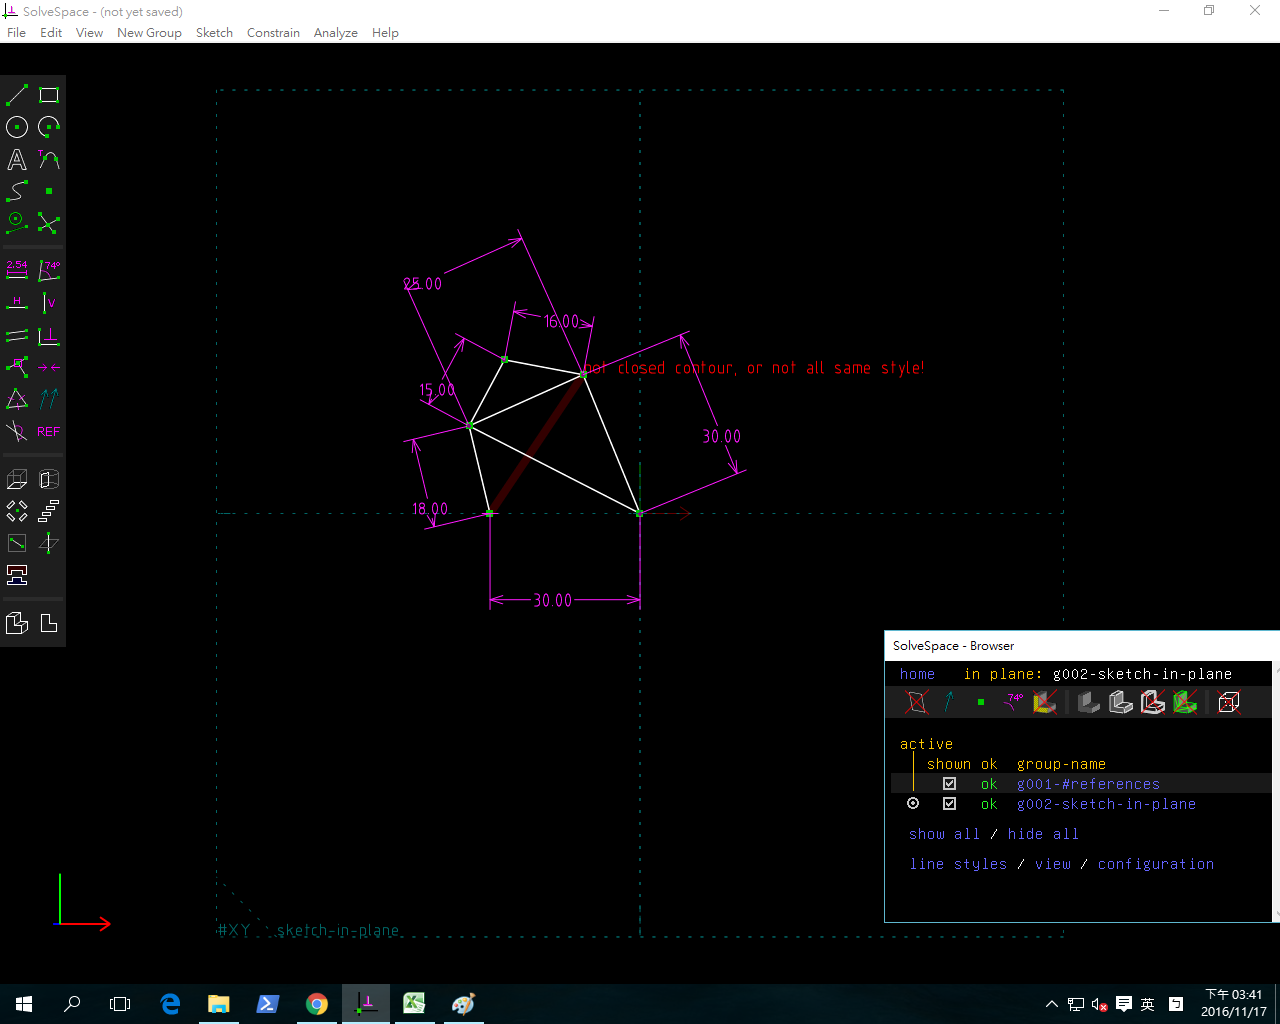 SolveSpace - (not yet saved)
File Edit View New Group Sketch Constrain Analyze Help
T
2.54 74°
H V
REF
25.00
16.00
not closed contour, or not all same style!
15.00
30.00
18.00
30.00
#XY sketch-in-plane
SolveSpace - Browser
home in plane: g002-sketch-in-plane
74°
active
shown ok group-name
ok g001-#references
ok g002-sketch-in-plane
show all / hide all
line styles / view / configuration
英
下午 03:41
2016/11/17